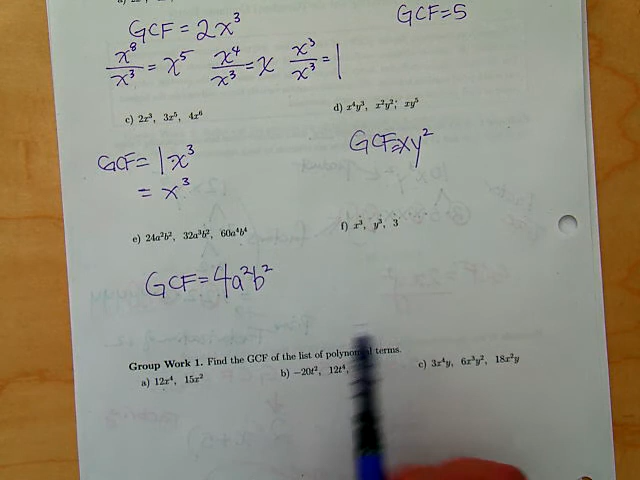 GCF = 2x³ GCF=5
x⁸/x³ = x⁵ x⁴/x³ = x x³/x³ = 1
c) 2x³, 3x⁵, 4x⁶ d) x⁴y³, x²y², xy⁵
GCF = 1·x³ GCF=xy²
= x³
e) 24a²b², 32a³b², 60a⁴b⁴ f) x³, y³, 3
GCF = 4a²b²
Group Work 1. Find the GCF of the list of polynomial terms.
a) 12x⁴, 15x² b) −20t², 12t⁴, c) 3x⁴y, 6x³y², 18x²y